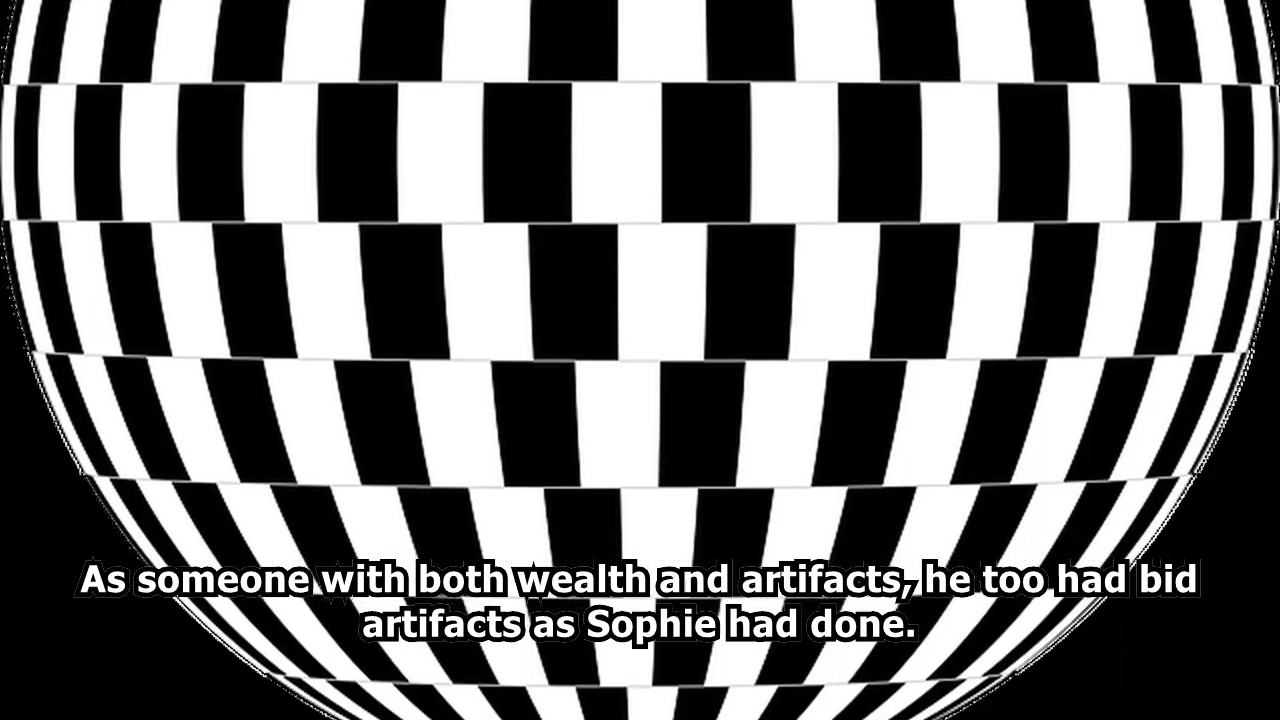 As someone with both wealth and artifacts, he too had bid
artifacts as Sophie had done.